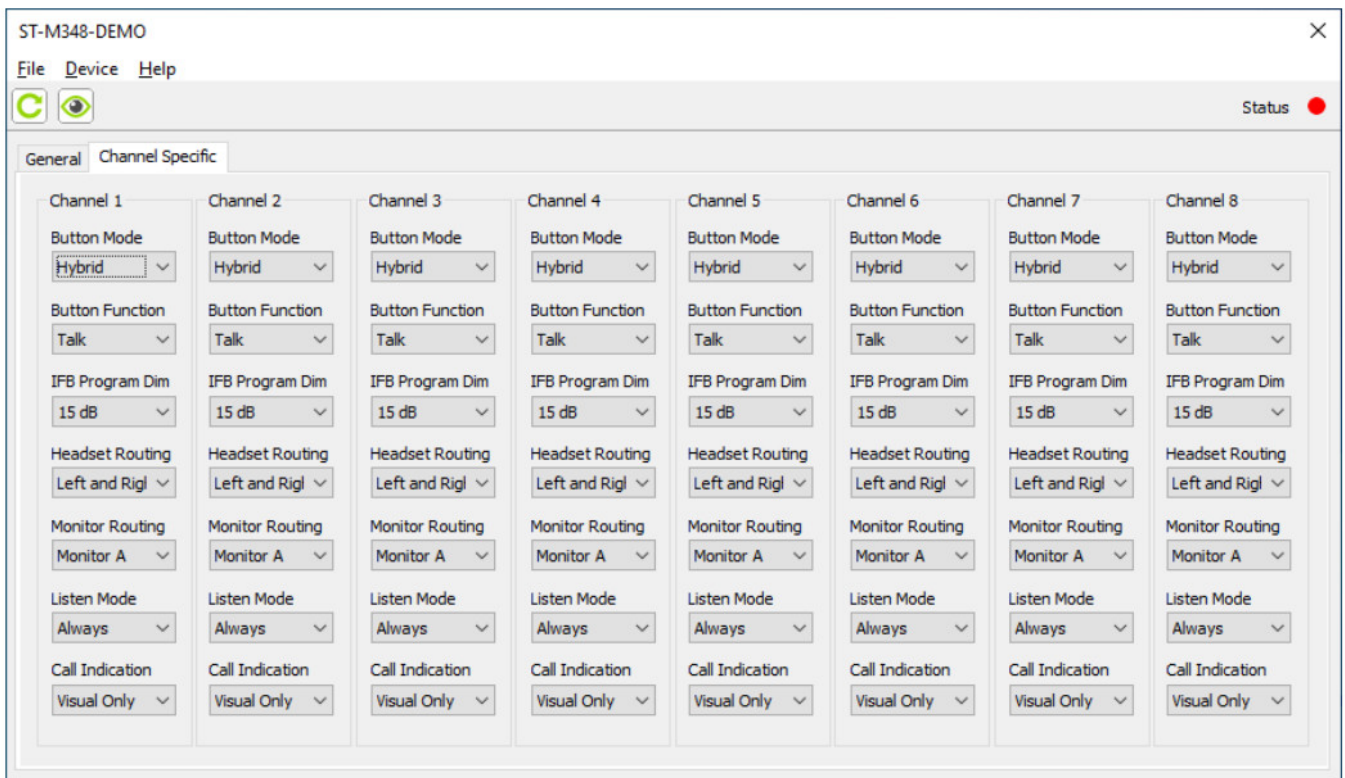 ST-M348-DEMO
File Device Help
Status
General Channel Specific
Channel 1 Channel 2 Channel 3 Channel 4 Channel 5 Channel 6 Channel 7 Channel 8
Button Mode Button Mode Button Mode Button Mode Button Mode Button Mode Button Mode Button Mode
Hybrid Hybrid Hybrid Hybrid Hybrid Hybrid Hybrid Hybrid
Button Function Button Function Button Function Button Function Button Function Button Function Button Function Button Function
Talk Talk Talk Talk Talk Talk Talk Talk
IFB Program Dim IFB Program Dim IFB Program Dim IFB Program Dim IFB Program Dim IFB Program Dim IFB Program Dim IFB Program Dim
15 dB 15 dB 15 dB 15 dB 15 dB 15 dB 15 dB 15 dB
Headset Routing Headset Routing Headset Routing Headset Routing Headset Routing Headset Routing Headset Routing Headset Routing
Left and Rigl Left and Rigl Left and Rigl Left and Rigl Left and Rigl Left and Rigl Left and Rigl Left and Rigl
Monitor Routing Monitor Routing Monitor Routing Monitor Routing Monitor Routing Monitor Routing Monitor Routing Monitor Routing
Monitor A Monitor A Monitor A Monitor A Monitor A Monitor A Monitor A Monitor A
Listen Mode Listen Mode Listen Mode Listen Mode Listen Mode Listen Mode Listen Mode Listen Mode
Always Always Always Always Always Always Always Always
Call Indication Call Indication Call Indication Call Indication Call Indication Call Indication Call Indication Call Indication
Visual Only Visual Only Visual Only Visual Only Visual Only Visual Only Visual Only Visual Only